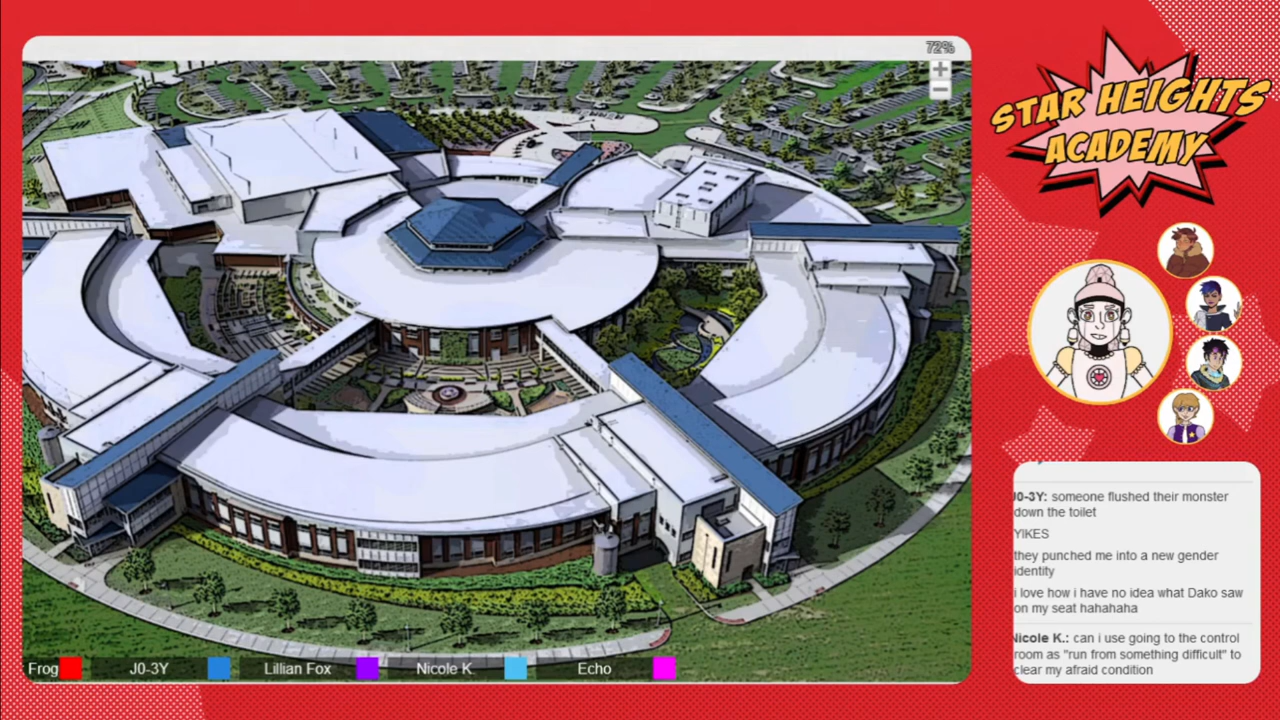 72%
STAR HEIGHTS
ACADEMY
J0-3Y: someone flushed their monster
down the toilet
YIKES
they punched me into a new gender
identity
i love how i have no idea what Dako saw
on my seat hahahaha
Nicole K.: can i use going to the control
room as "run from something difficult" to
clear my afraid condition
Frog J0-3Y Lillian Fox Nicole K. Echo